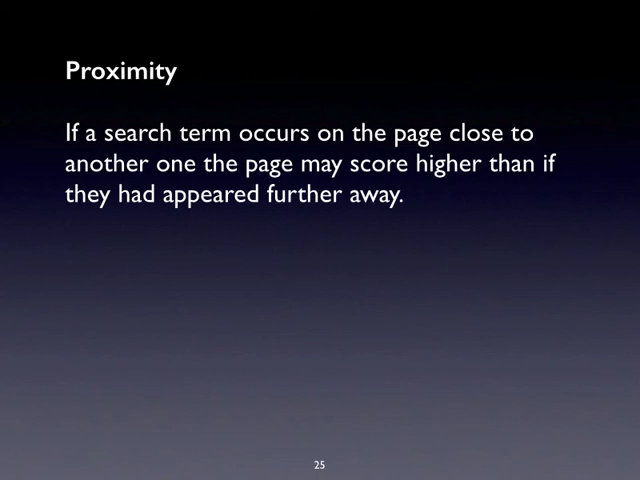 Proximity
If a search term occurs on the page close to
another one the page may score higher than if
they had appeared further away.
25